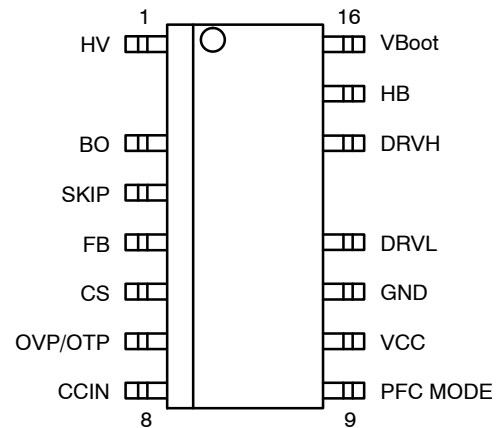 1 16
HV VBoot
HB
BO DRVH
SKIP
FB DRVL
CS GND
OVP/OTP VCC
CCIN PFC MODE
8 9